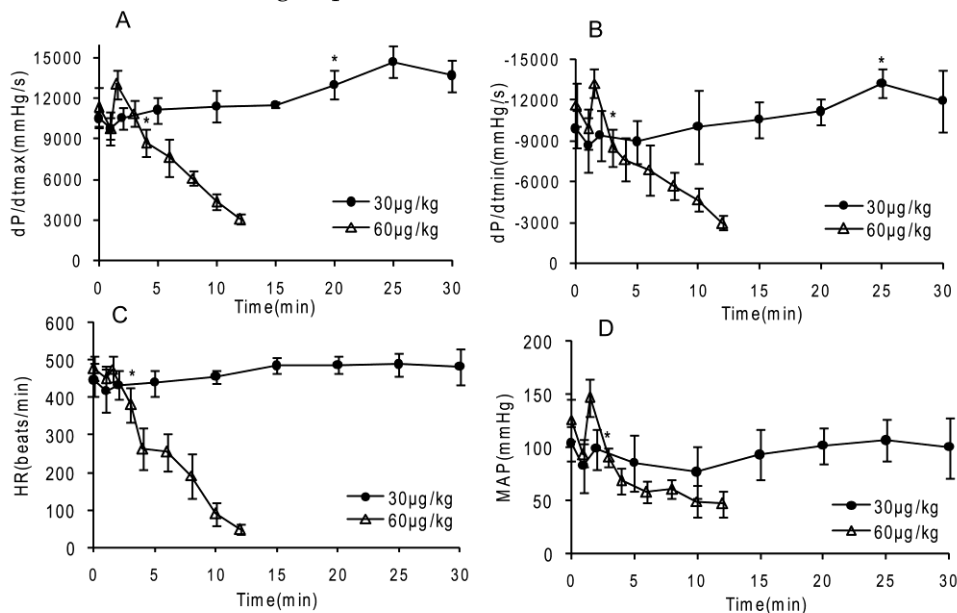 A
dP/dtmax(mmHg/s)
15000
12000
9000
6000
3000
0
*
*
30µg/kg
60µg/kg
0 5 10 15 20 25 30
Time(min)
B
dP/dtmin(mmHg/s)
-15000
-12000
-9000
-6000
-3000
0
*
*
30µg/kg
60µg/kg
0 5 10 15 20 25 30
Time(min)
C
HR(beats/min)
600
500
400
300
200
100
0
*
30µg/kg
60µg/kg
0 5 10 15 20 25 30
Time(min)
D
MAP(mmHg)
200
150
100
50
0
*
30µg/kg
60µg/kg
0 5 10 15 20 25 30
Time(min)